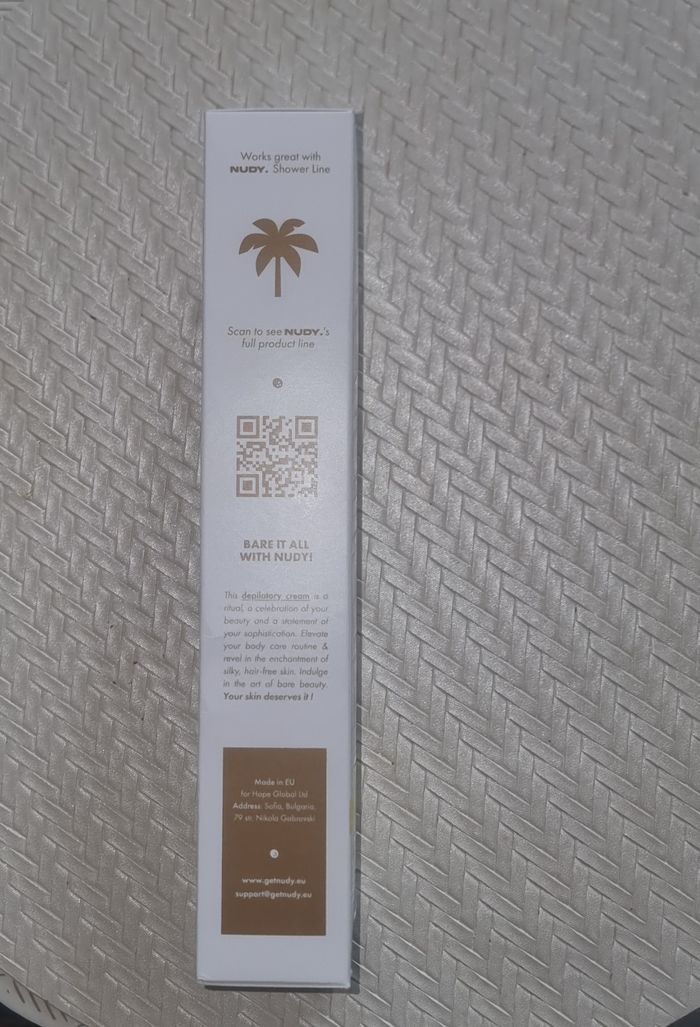 Works great with
NUDY. Shower Line
Scan to see NUDY.'s
full product line
BARE IT ALL
WITH NUDY!
This depilatory cream is a
ritual, a celebration of your
beauty and a statement of
your sophistication. Elevate
your body care routine &
revel in the enchantment of
silky, hair-free skin. Indulge
in the art of bare beauty.
Your skin deserves it!
Made in EU
for Hope Global Ltd
Address: Sofia, Bulgaria,
79 str. Nikola Gabrovski
www.getnudy.eu
support@getnudy.eu